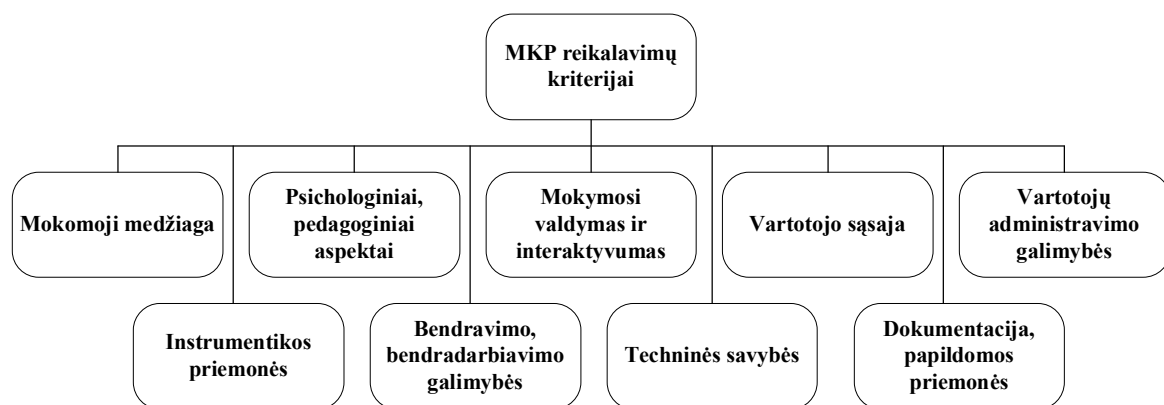 MKP reikalavimų
kriterijai
Mokomoji medžiaga
Psichologiniai,
pedagoginiai
aspektai
Mokymosi
valdymas ir
interaktyvumas
Vartotojo sąsaja
Vartotojų
administravimo
galimybės
Instrumentikos
priemonės
Bendravimo,
bendradarbiavimo
galimybės
Techninės savybės
Dokumentacija,
papildomos
priemonės